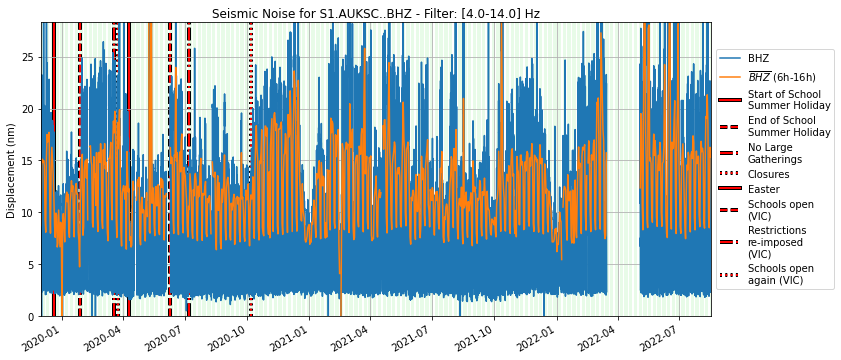 Seismic Noise for S1.AUKSC..BHZ - Filter: [4.0-14.0] Hz
Displacement (nm)
25
20
15
10
5
0
2020-01
2020-04
2020-07
2020-10
2021-01
2021-04
2021-07
2021-10
2022-01
2022-04
2022-07
BHZ
BHZ (6h-16h)
Start of School
Summer Holiday
End of School
Summer Holiday
No Large
Gatherings
Closures
Easter
Schools open
(VIC)
Restrictions
re-imposed
(VIC)
Schools open
again (VIC)